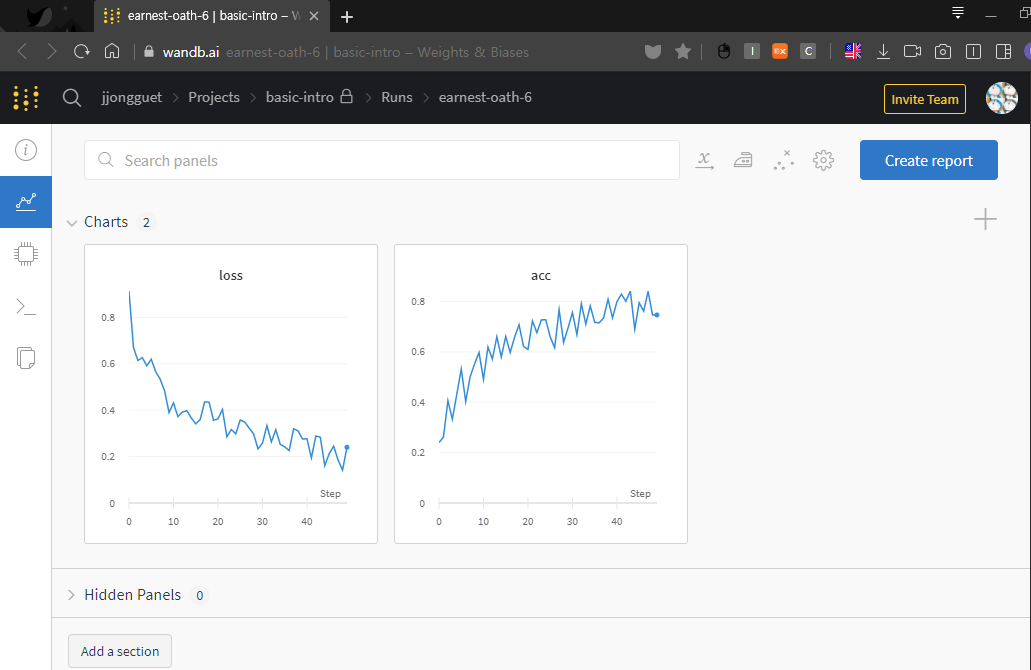 earnest-oath-6 | basic-intro – W
wandb.ai earnest-oath-6 | basic-intro – Weights & Biases
I EX C
jjongguet Projects basic-intro Runs earnest-oath-6
Invite Team
Search panels
Create report
Charts 2
loss
0.8
0.6
0.4
0.2
0
Step
0 10 20 30 40
acc
0.8
0.6
0.4
0.2
0
Step
0 10 20 30 40
Hidden Panels 0
Add a section